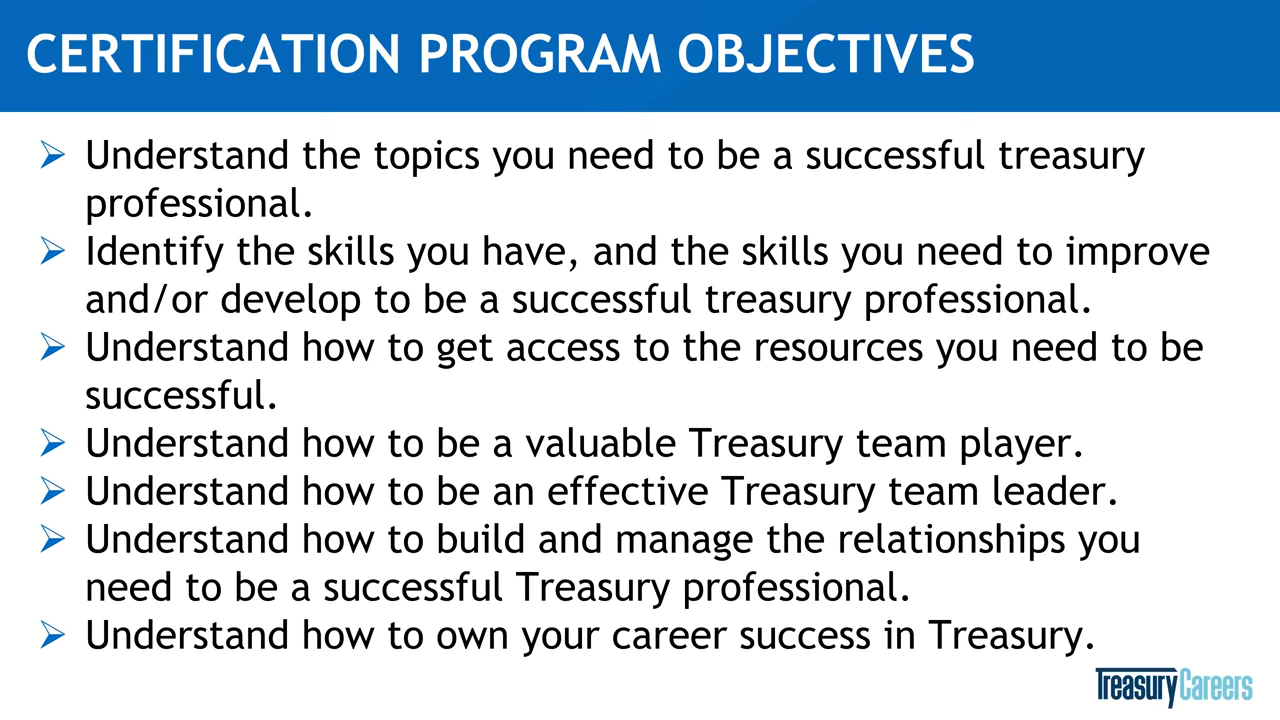 CERTIFICATION PROGRAM OBJECTIVES
➢ Understand the topics you need to be a successful treasury
professional.
➢ Identify the skills you have, and the skills you need to improve
and/or develop to be a successful treasury professional.
➢ Understand how to get access to the resources you need to be
successful.
➢ Understand how to be a valuable Treasury team player.
➢ Understand how to be an effective Treasury team leader.
➢ Understand how to build and manage the relationships you
need to be a successful Treasury professional.
➢ Understand how to own your career success in Treasury.
TreasuryCareers